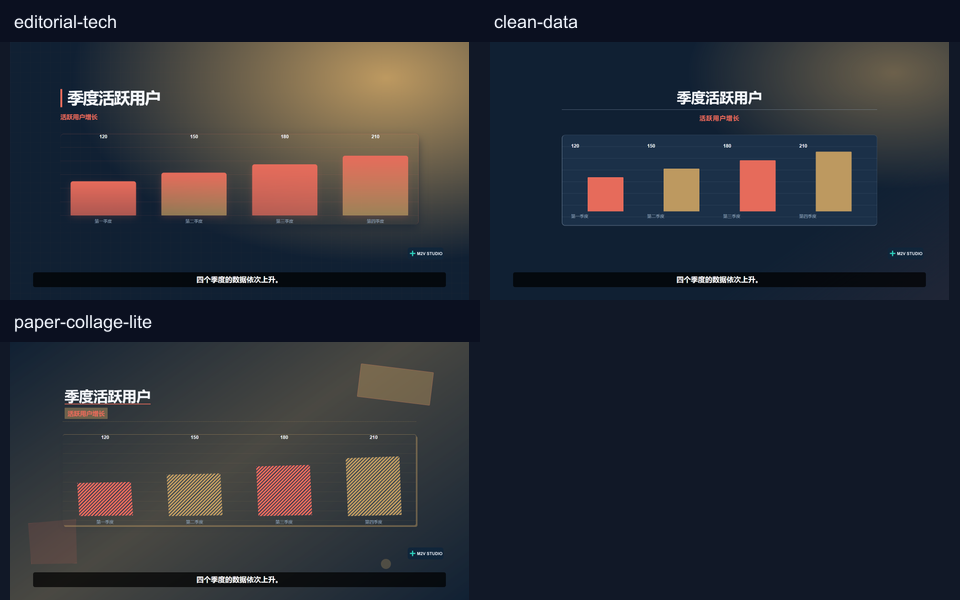 editorial-tech
季度活跃用户
活跃用户增长
120 150 180 210
第一季度 第二季度 第三季度 第四季度
M2V STUDIO
四个季度的数据依次上升。
clean-data
季度活跃用户
活跃用户增长
120 150 180 210
第一季度 第二季度 第三季度 第四季度
M2V STUDIO
四个季度的数据依次上升。
paper-collage-lite
季度活跃用户
活跃用户增长
120 150 180 210
第一季度 第二季度 第三季度 第四季度
M2V STUDIO
四个季度的数据依次上升。